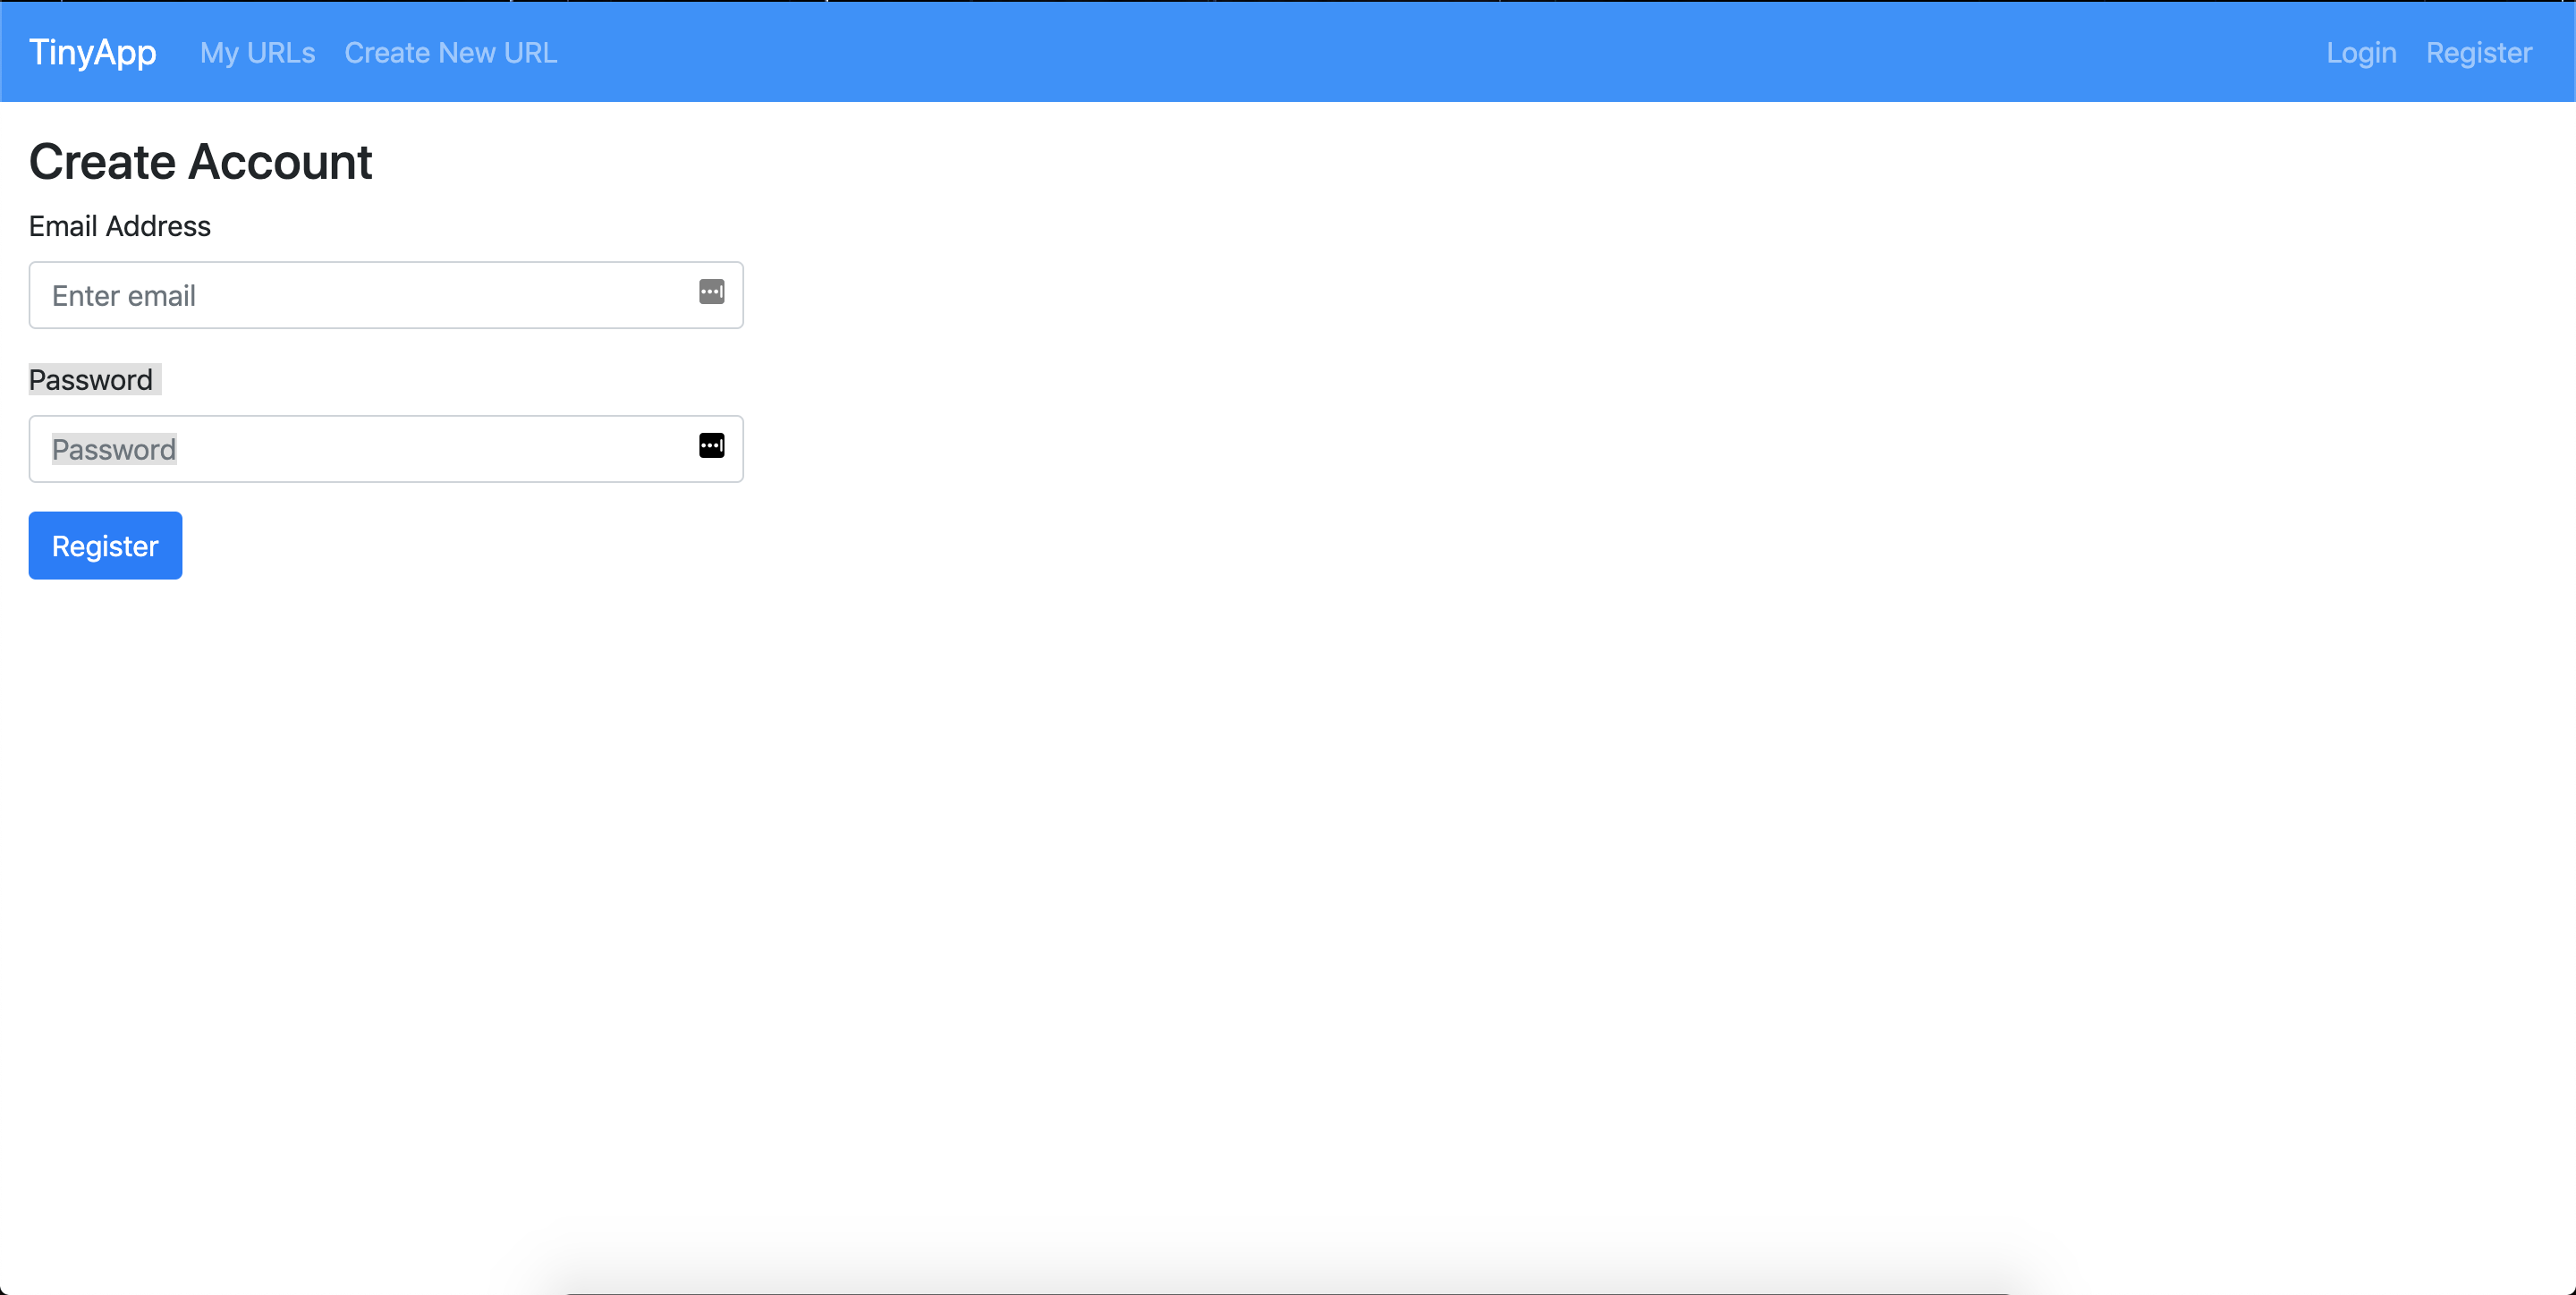 TinyApp My URLs Create New URL Login Register
Create Account
Email Address
Enter email
Password
Password
Register